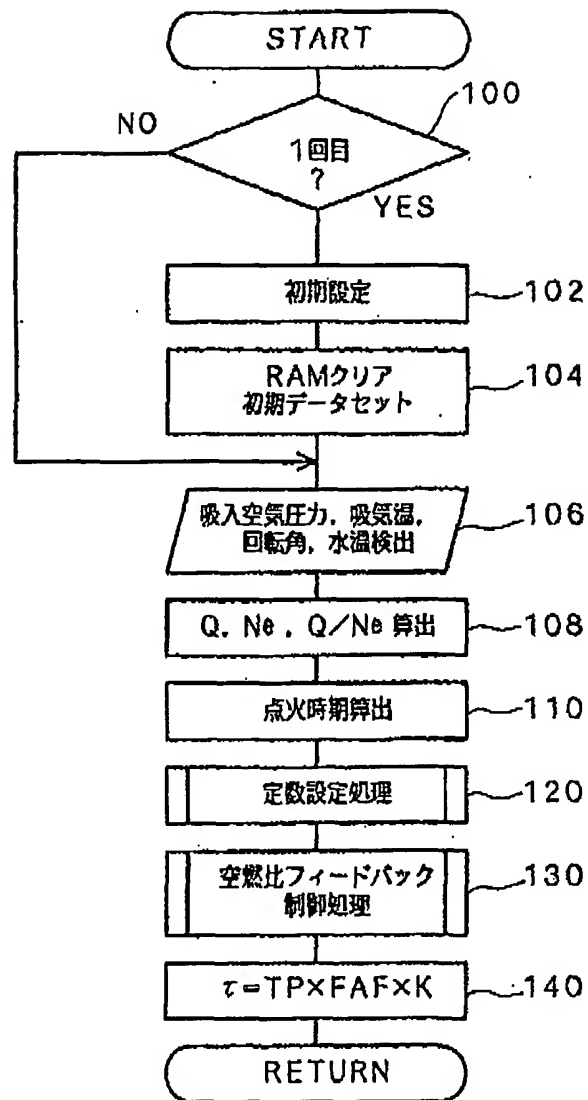 START
100
NO
1回目
?
YES
初期設定
102
RAMクリア
初期データセット
104
吸入空気圧力，吸気温，
回転角，水温検出
106
Q，Ne，Q／Ne 算出
108
点火時期算出
110
定数設定処理
120
空燃比フィードバック
制御処理
130
τ=TP×FAF×K
140
RETURN